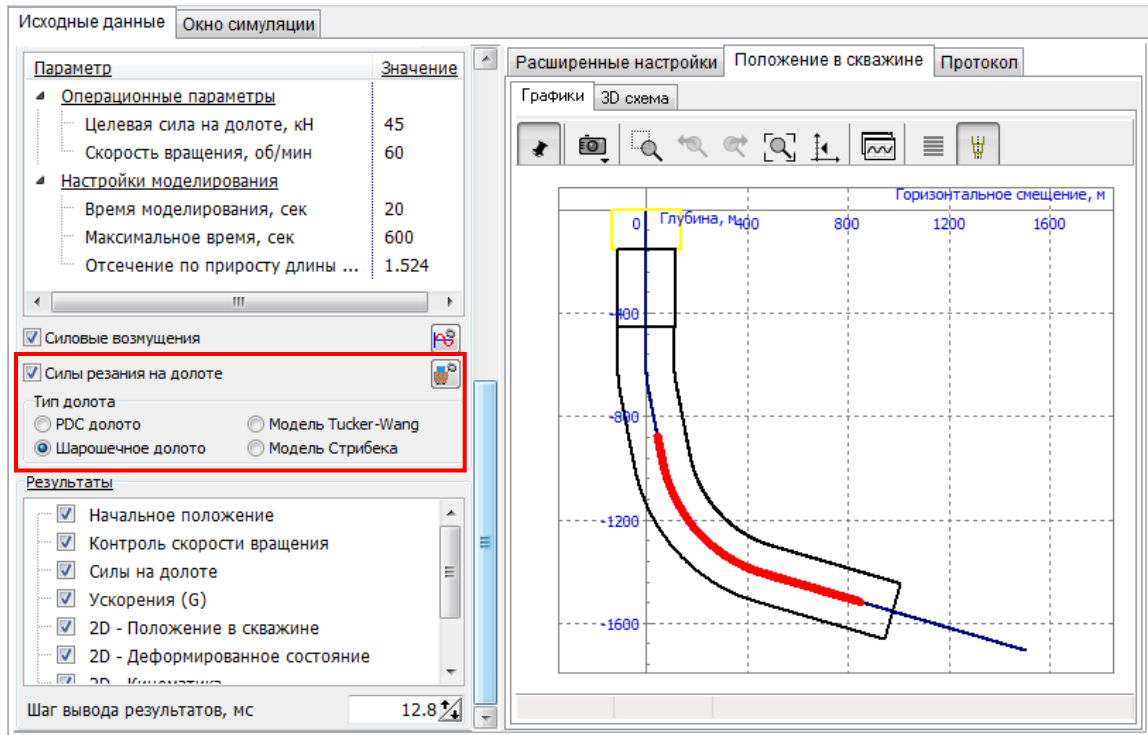 Исходные данные
Окно симуляции
Параметр Значение
Операционные параметры
Целевая сила на долоте, кН 45
Скорость вращения, об/мин 60
Настройки моделирования
Время моделирования, сек 20
Максимальное время, сек 600
Отсечение по приросту длины ... 1.524
Силовые возмущения
Силы резания на долоте
Тип долота
PDC долото
Модель Tucker-Wang
Шарошечное долото
Модель Стрибека
Результаты
Начальное положение
Контроль скорости вращения
Силы на долоте
Ускорения (G)
2D - Положение в скважине
2D - Деформированное состояние
Шаг вывода результатов, мс 12.8
Расширенные настройки
Положение в скважине
Протокол
Графики
3D схема
Горизонтальное смещение, м
0 Глубина, м 400 800 1200 1600
-400
-800
-1200
-1600